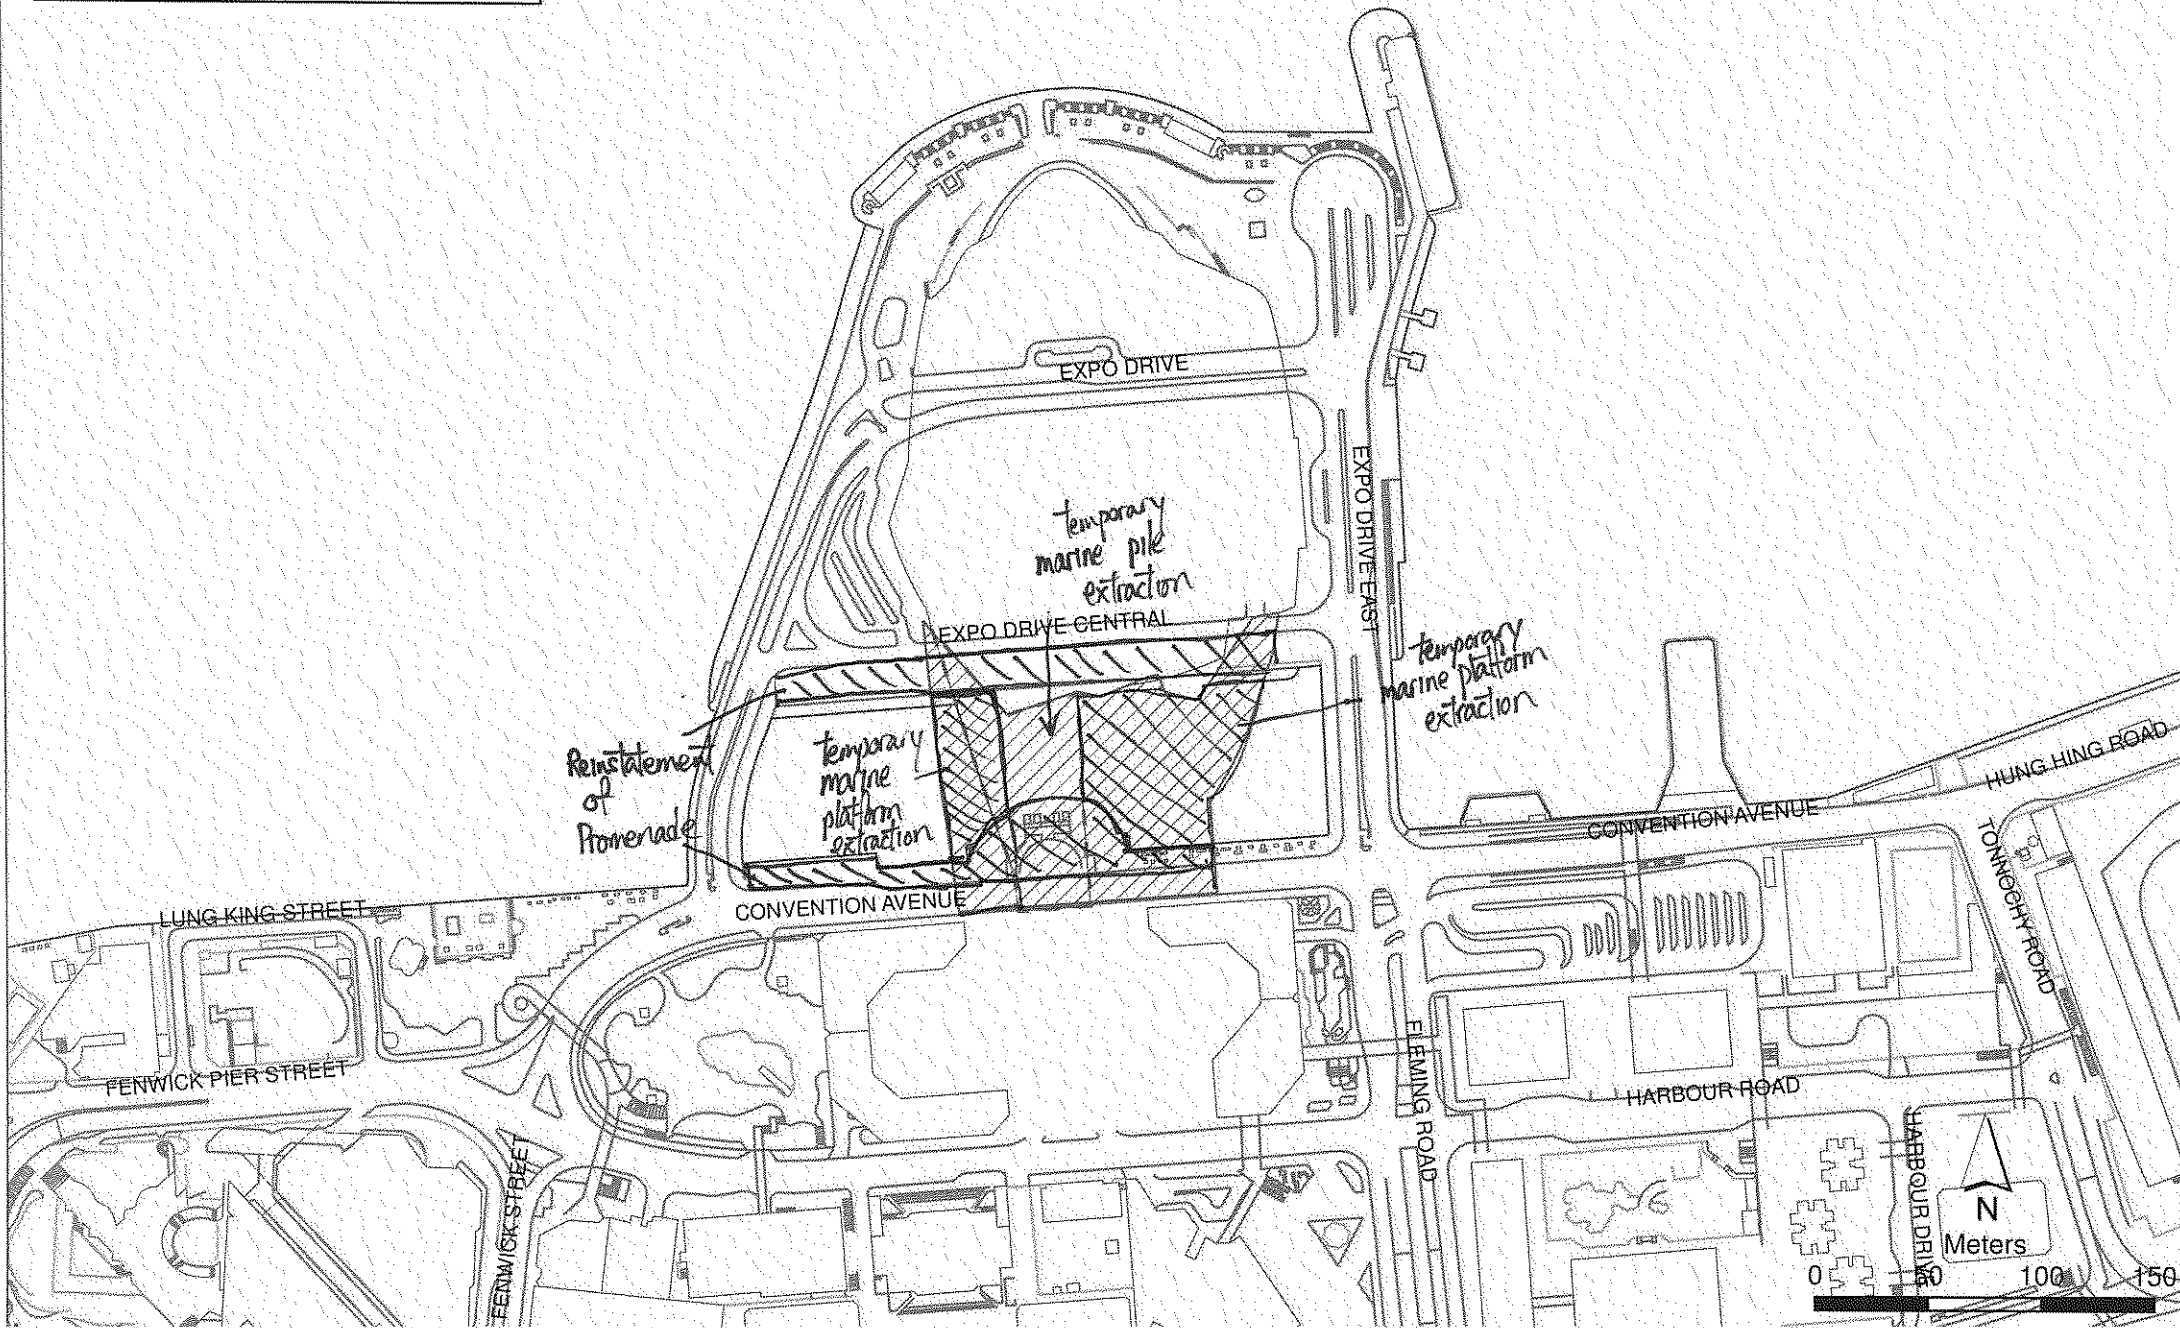 EXPO DRIVE
EXPO DRIVE EAST
temporary
marine pile
extraction
EXPO DRIVE CENTRAL
temporary
marine platform
extraction
Reinstatement
of
Promenade
temporary
marine
platform
extraction
HUNG HING ROAD
CONVENTION AVENUE
TONNOCHY ROAD
LUNG KING STREET
CONVENTION AVENUE
FENWICK PIER STREET
FLEMING ROAD
HARBOUR ROAD
FENWICK STREET
HARBOUR DRIVE
N
Meters
0 50 100 150